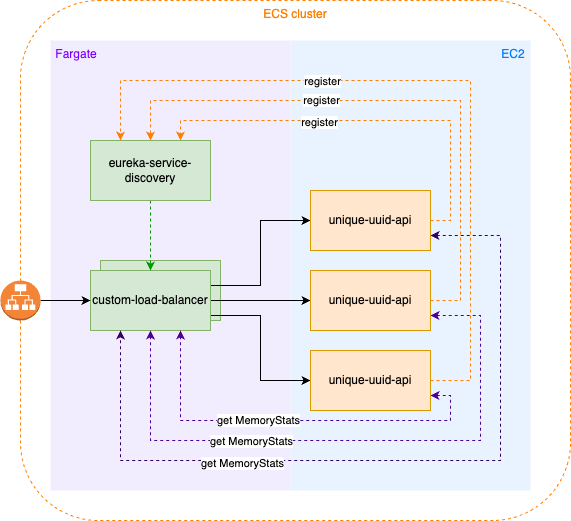 ECS cluster
Fargate
EC2
register
register
register
eureka-service-
discovery
unique-uuid-api
custom-load-balancer
unique-uuid-api
unique-uuid-api
get MemoryStats
get MemoryStats
get MemoryStats